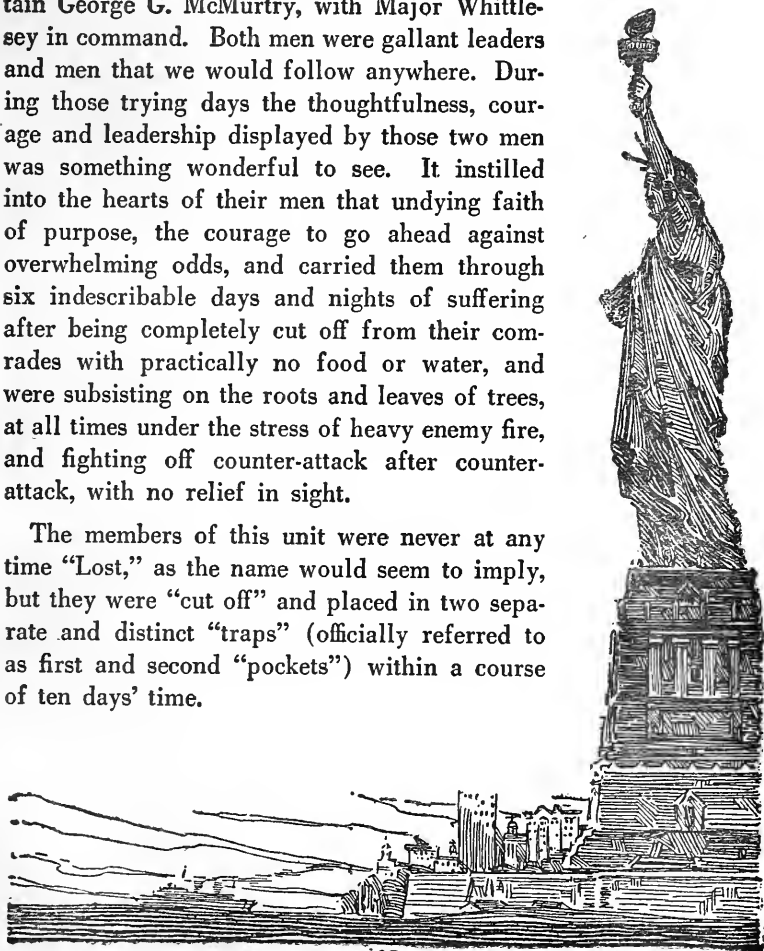 tain George G. McMurtry, with Major Whittle-
sey in command. Both men were gallant leaders
and men that we would follow anywhere. Dur-
ing those trying days the thoughtfulness, cour-
age and leadership displayed by those two men
was something wonderful to see. It instilled
into the hearts of their men that undying faith
of purpose, the courage to go ahead against
overwhelming odds, and carried them through
six indescribable days and nights of suffering
after being completely cut off from their com-
rades with practically no food or water, and
were subsisting on the roots and leaves of trees,
at all times under the stress of heavy enemy fire,
and fighting off counter-attack after counter-
attack, with no relief in sight.
The members of this unit were never at any
time “Lost,” as the name would seem to imply,
but they were “cut off” and placed in two sepa-
rate and distinct “traps” (officially referred to
as first and second “pockets”) within a course
of ten days’ time.